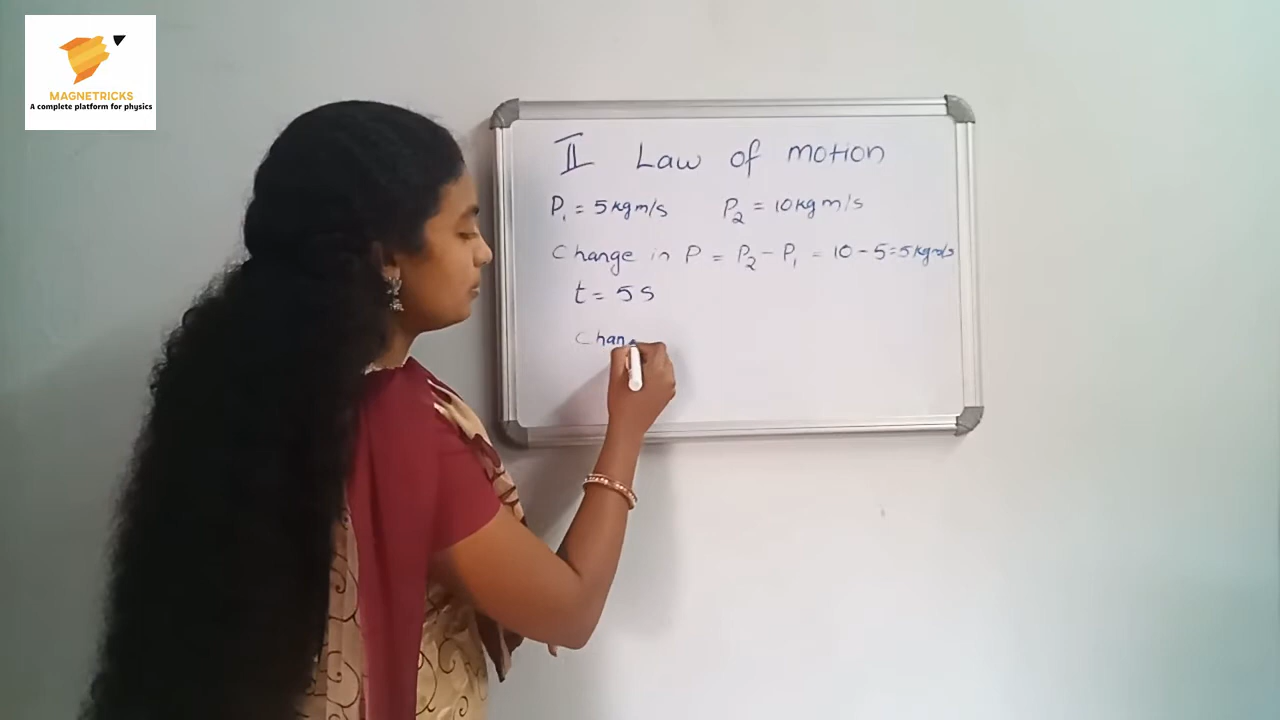 MAGNETRICKS
A complete platform for physics
II Law of motion
P₁ = 5 kg m/s P₂ = 10 kg m/s
Change in P = P₂ - P₁ = 10 - 5 = 5 kg m/s
t = 5 S
Chan